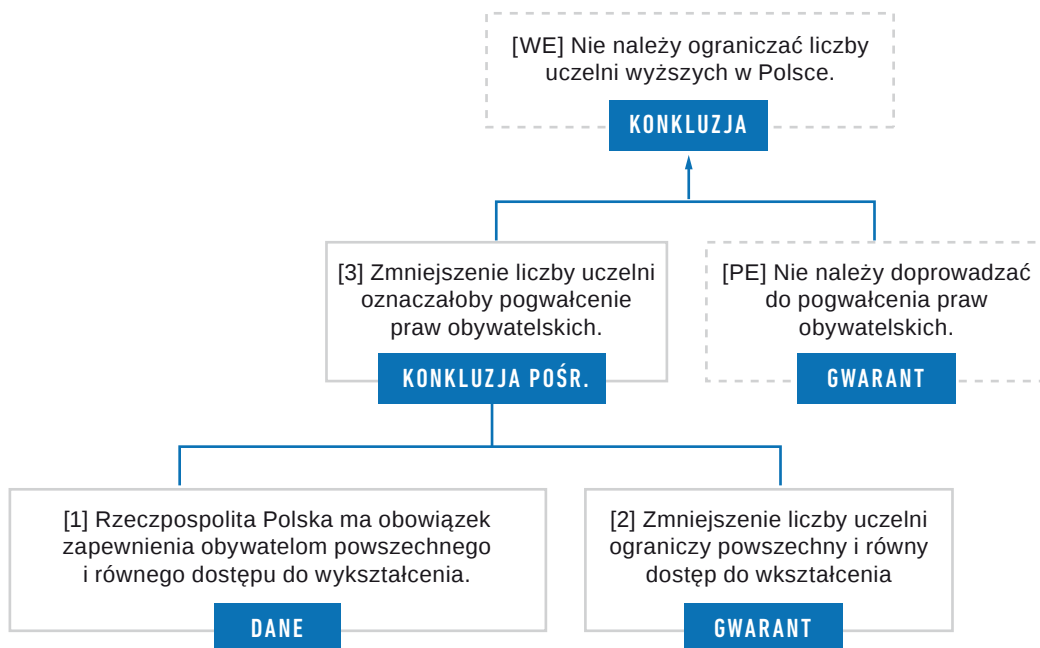 [WE] Nie należy ograniczać liczby
uczelni wyższych w Polsce.
KONKLUZJA
[3] Zmniejszenie liczby uczelni
oznaczałoby pogwałcenie
praw obywatelskich.
KONKLUZJA POŚR.
[PE] Nie należy doprowadzać
do pogwałcenia praw
obywatelskich.
GWARANT
[1] Rzeczpospolita Polska ma obowiązek
zapewnienia obywatelom powszechnego
i równego dostępu do wykształcenia.
DANE
[2] Zmniejszenie liczby uczelni
ograniczy powszechny i równy
dostęp do wkształcenia
GWARANT